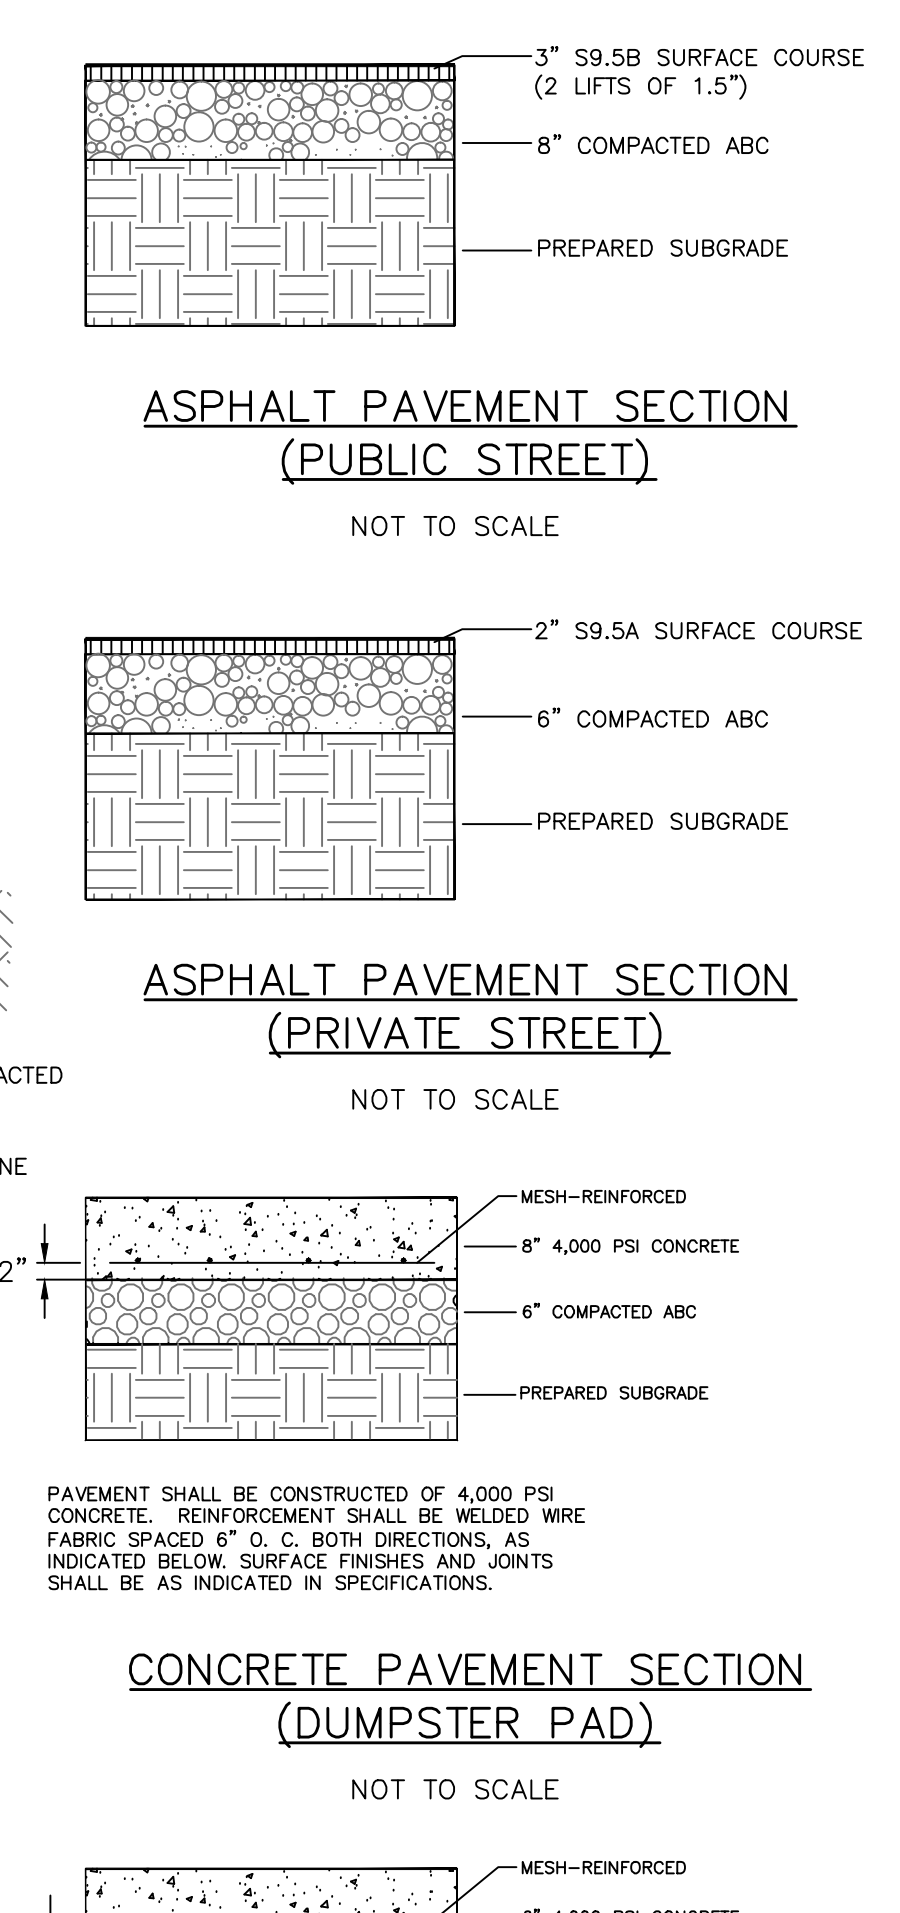 3" S9.5B SURFACE COURSE
(2 LIFTS OF 1.5")
8" COMPACTED ABC
PREPARED SUBGRADE
ASPHALT PAVEMENT SECTION
(PUBLIC STREET)
NOT TO SCALE
2" S9.5A SURFACE COURSE
6" COMPACTED ABC
PREPARED SUBGRADE
ASPHALT PAVEMENT SECTION
(PRIVATE STREET)
NOT TO SCALE
ACTED
NE
MESH-REINFORCED
8" 4,000 PSI CONCRETE
2"
6" COMPACTED ABC
PREPARED SUBGRADE
PAVEMENT SHALL BE CONSTRUCTED OF 4,000 PSI
CONCRETE. REINFORCEMENT SHALL BE WELDED WIRE
FABRIC SPACED 6" O. C. BOTH DIRECTIONS, AS
INDICATED BELOW. SURFACE FINISHES AND JOINTS
SHALL BE AS INDICATED IN SPECIFICATIONS.
CONCRETE PAVEMENT SECTION
(DUMPSTER PAD)
NOT TO SCALE
MESH-REINFORCED
4,000 PSI CONCRETE